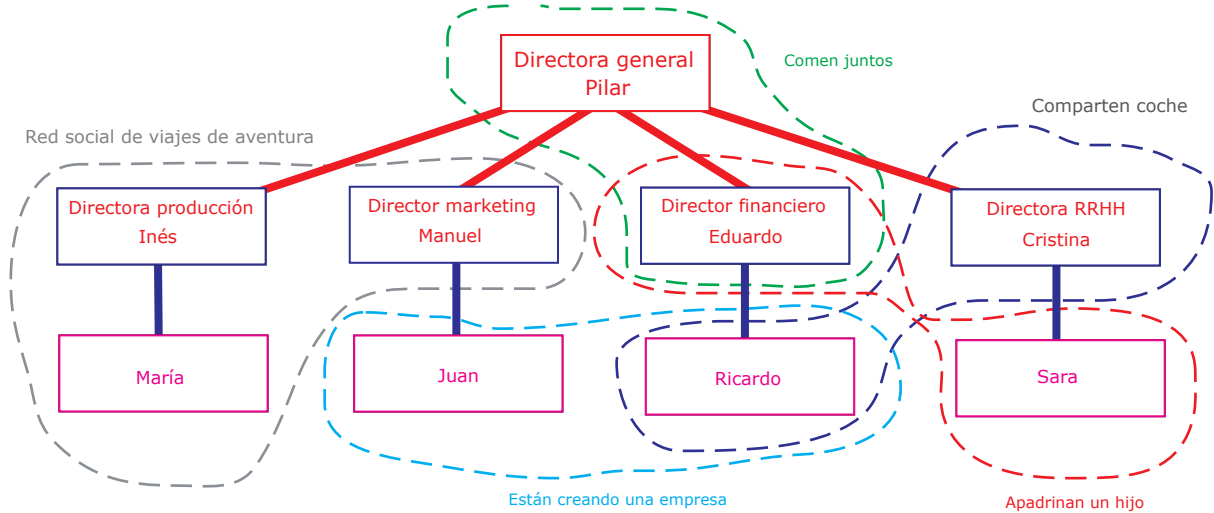 Directora general
Pilar
Comen juntos
Comparten coche
Red social de viajes de aventura
Directora producción
Inés
Director marketing
Manuel
Director financiero
Eduardo
Directora RRHH
Cristina
María
Juan
Ricardo
Sara
Están creando una empresa
Apadrinan un hijo